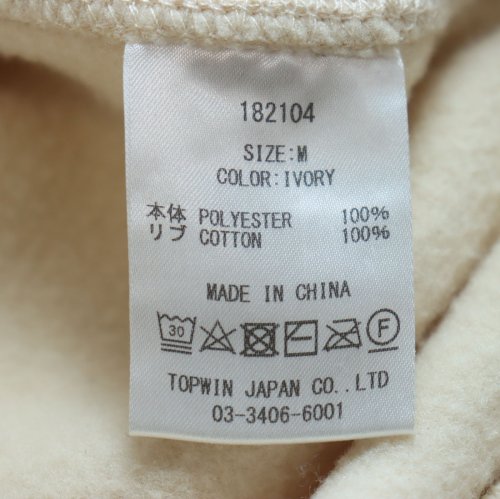 182104
SIZE:M
COLOR:IVORY
本体 POLYESTER 100%
リブ COTTON 100%
MADE IN CHINA
30 F
TOPWIN JAPAN CO.,LTD
03-3406-6001